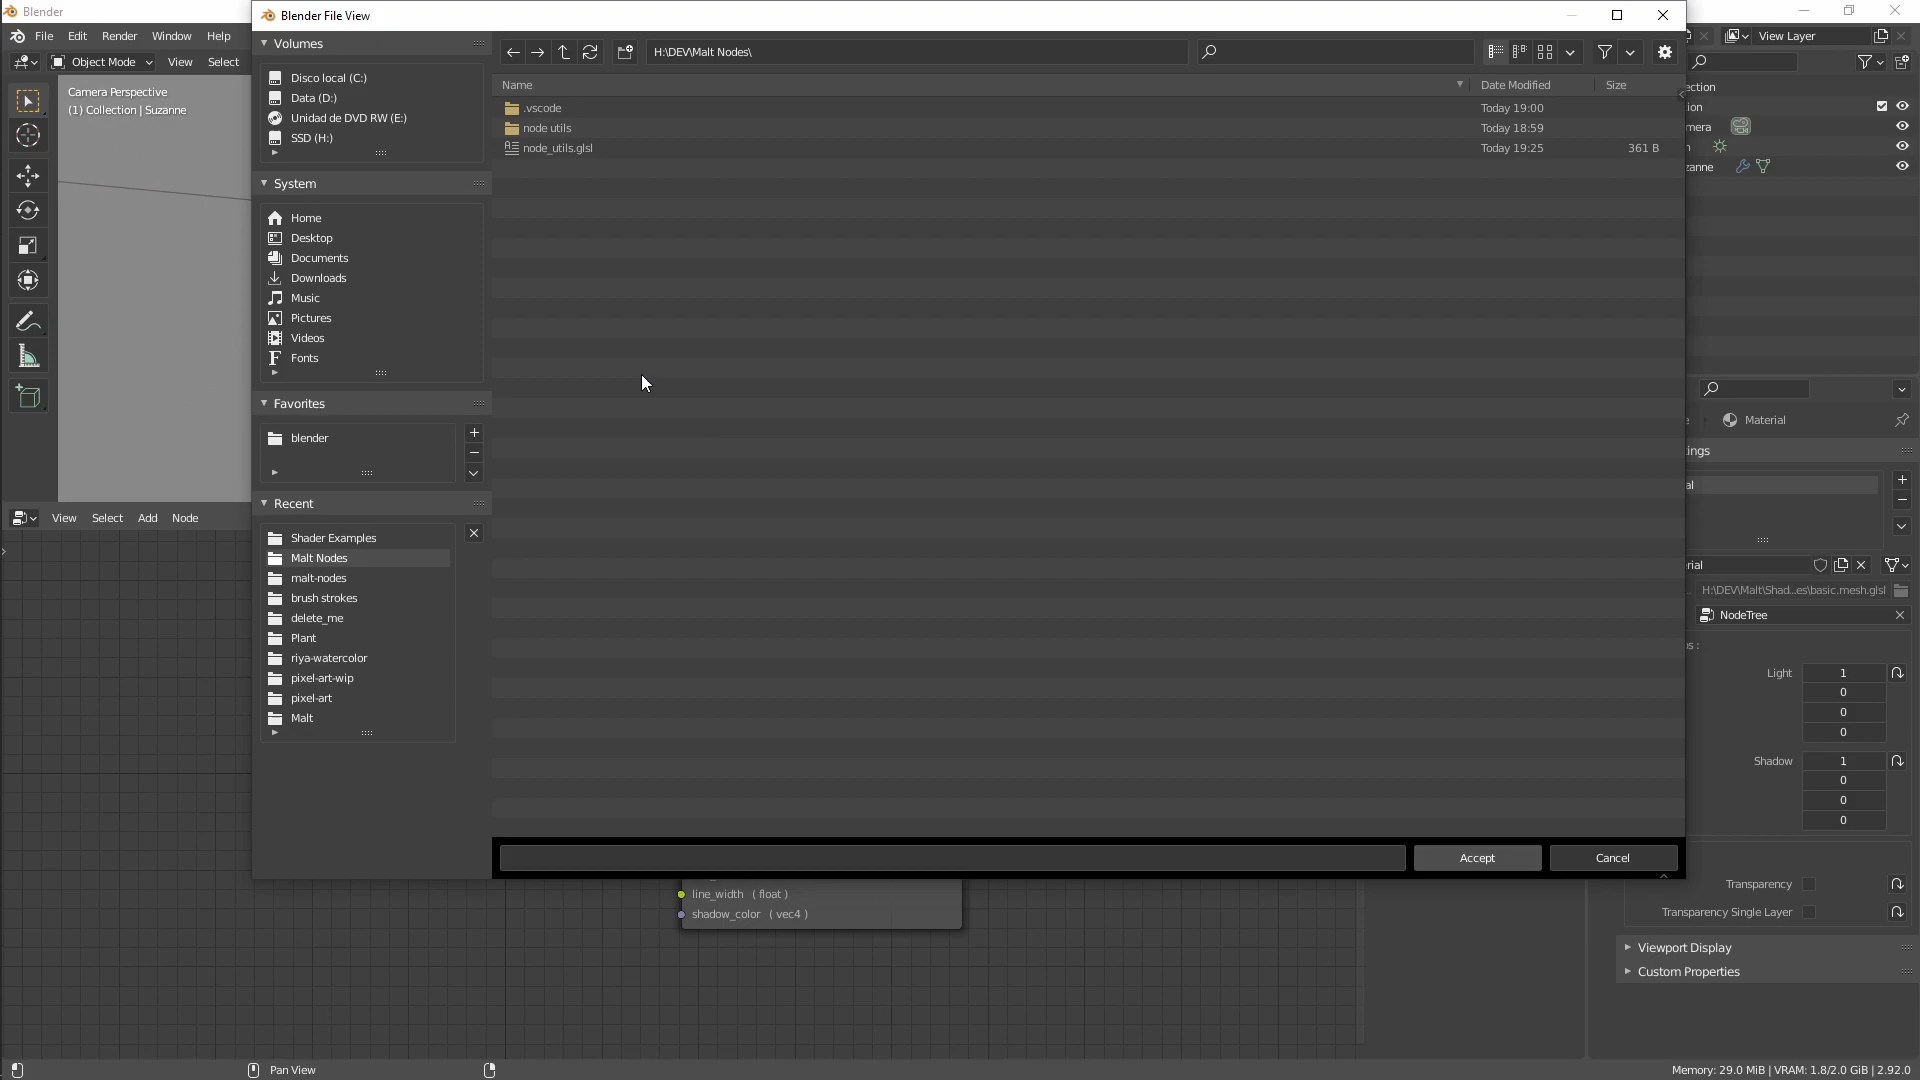 Blender
File Edit Render Window Help
View Layer
Object Mode View Select
Camera Perspective
(1) Collection | Suzanne
Blender File View
Volumes
Disco local (C:)
Data (D:)
Unidad de DVD RW (E:)
SSD (H:)
System
Home
Desktop
Documents
Downloads
Music
Pictures
Videos
Fonts
Favorites
blender
Recent
Shader Examples
Malt Nodes
malt-nodes
brush strokes
delete_me
Plant
riya-watercolor
pixel-art-wip
pixel-art
Malt
H:\DEV\Malt Nodes\
Name Date Modified Size
.vscode Today 19:00
node utils Today 18:59
node_utils.glsl Today 19:25 361 B
Accept Cancel
View Select Add Node
line_width ( float )
shadow_color ( vec4 )
ection
ion
mera
n
zanne
e Material
ings
al
rial
H:\DEV\Malt\Shad...es\basic.mesh.glsl
NodeTree
Light 1
0
0
0
Shadow 1
0
0
0
Transparency
Transparency Single Layer
Viewport Display
Custom Properties
Pan View
Memory: 29.0 MiB | VRAM: 1.8/2.0 GiB | 2.92.0